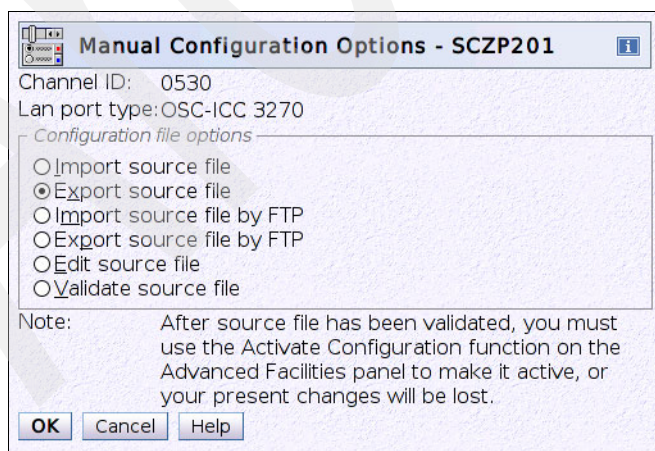 Manual Configuration Options - SCZP201
Channel ID: 0530
Lan port type: OSC-ICC 3270
Configuration file options
Import source file
Export source file
Import source file by FTP
Export source file by FTP
Edit source file
Validate source file
Note: After source file has been validated, you must
use the Activate Configuration function on the
Advanced Facilities panel to make it active, or
your present changes will be lost.
OK Cancel Help